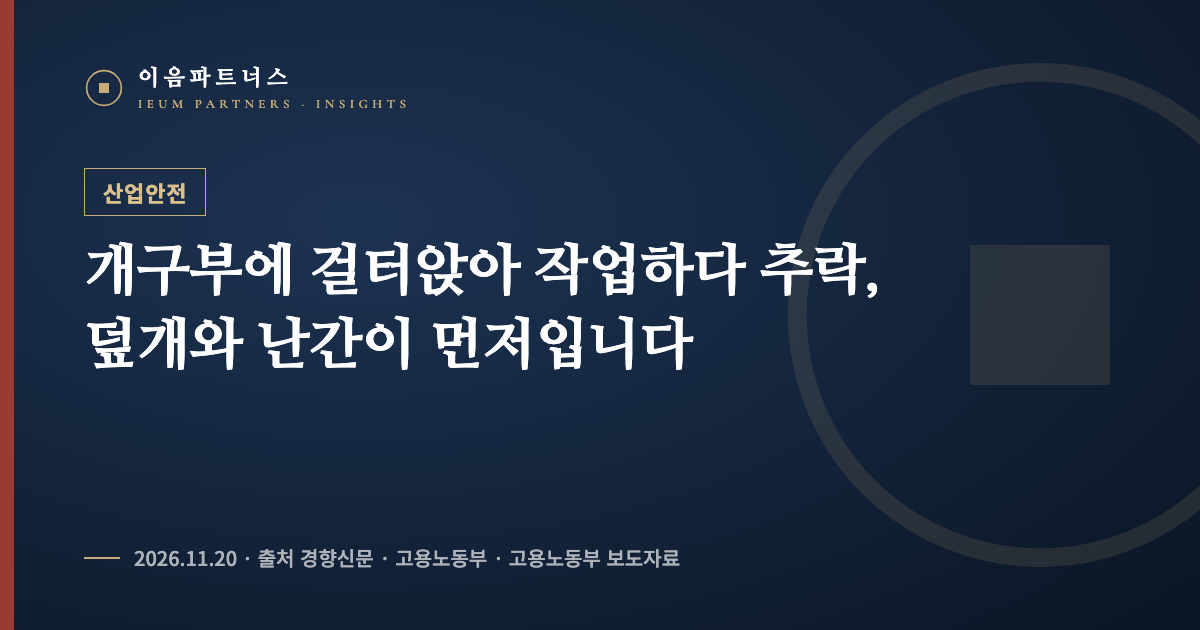 이음파트너스
IEUM PARTNERS · INSIGHTS
산업안전
개구부에 걸터앉아 작업하다 추락,
덮개와 난간이 먼저입니다
2026.11.20 · 출처 경향신문 · 고용노동부 · 고용노동부 보도자료